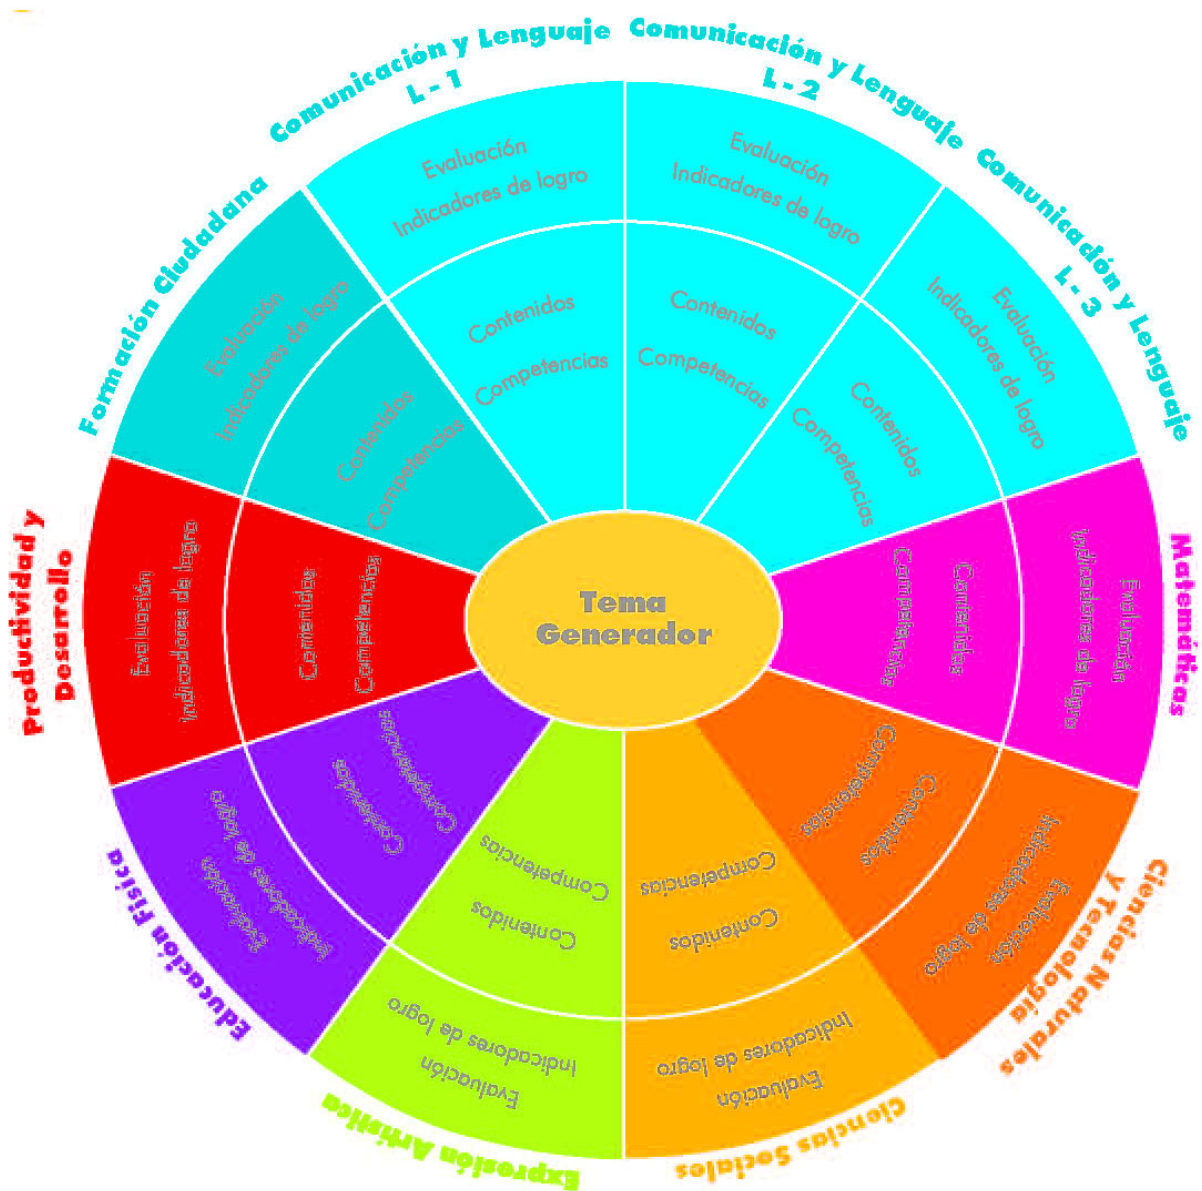 Comunicación y Lenguaje
L - 1
Evaluación
Indicadores de logro
Contenidos
Competencias
Comunicación y Lenguaje
L - 2
Evaluación
Indicadores de logro
Contenidos
Competencias
Comunicación y Lenguaje
L - 3
Evaluación
Indicadores de logro
Contenidos
Competencias
Matemáticas
Evaluación
Indicadores de logro
Contenidos
Competencias
Ciencias Naturales
y Tecnología
Evaluación
Indicadores de logro
Contenidos
Competencias
Ciencias Sociales
Evaluación
Indicadores de logro
Contenidos
Competencias
Expresión Artística
Evaluación
Indicadores de logro
Contenidos
Competencias
Educación Física
Evaluación
Indicadores de logro
Contenidos
Competencias
Productividad y
Desarrollo
Evaluación
Indicadores de logro
Contenidos
Competencias
Formación Ciudadana
Evaluación
Indicadores de logro
Contenidos
Competencias
Tema
Generador